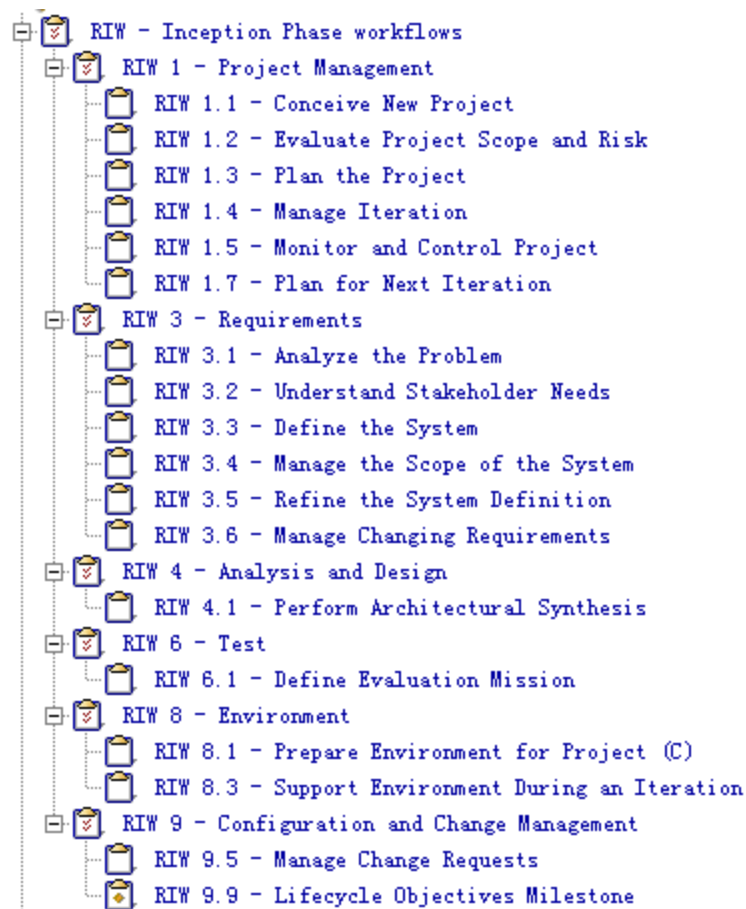 RIW - Inception Phase workflows
RIW 1 - Project Management
RIW 1.1 - Conceive New Project
RIW 1.2 - Evaluate Project Scope and Risk
RIW 1.3 - Plan the Project
RIW 1.4 - Manage Iteration
RIW 1.5 - Monitor and Control Project
RIW 1.7 - Plan for Next Iteration
RIW 3 - Requirements
RIW 3.1 - Analyze the Problem
RIW 3.2 - Understand Stakeholder Needs
RIW 3.3 - Define the System
RIW 3.4 - Manage the Scope of the System
RIW 3.5 - Refine the System Definition
RIW 3.6 - Manage Changing Requirements
RIW 4 - Analysis and Design
RIW 4.1 - Perform Architectural Synthesis
RIW 6 - Test
RIW 6.1 - Define Evaluation Mission
RIW 8 - Environment
RIW 8.1 - Prepare Environment for Project (C)
RIW 8.3 - Support Environment During an Iteration
RIW 9 - Configuration and Change Management
RIW 9.5 - Manage Change Requests
RIW 9.9 - Lifecycle Objectives Milestone